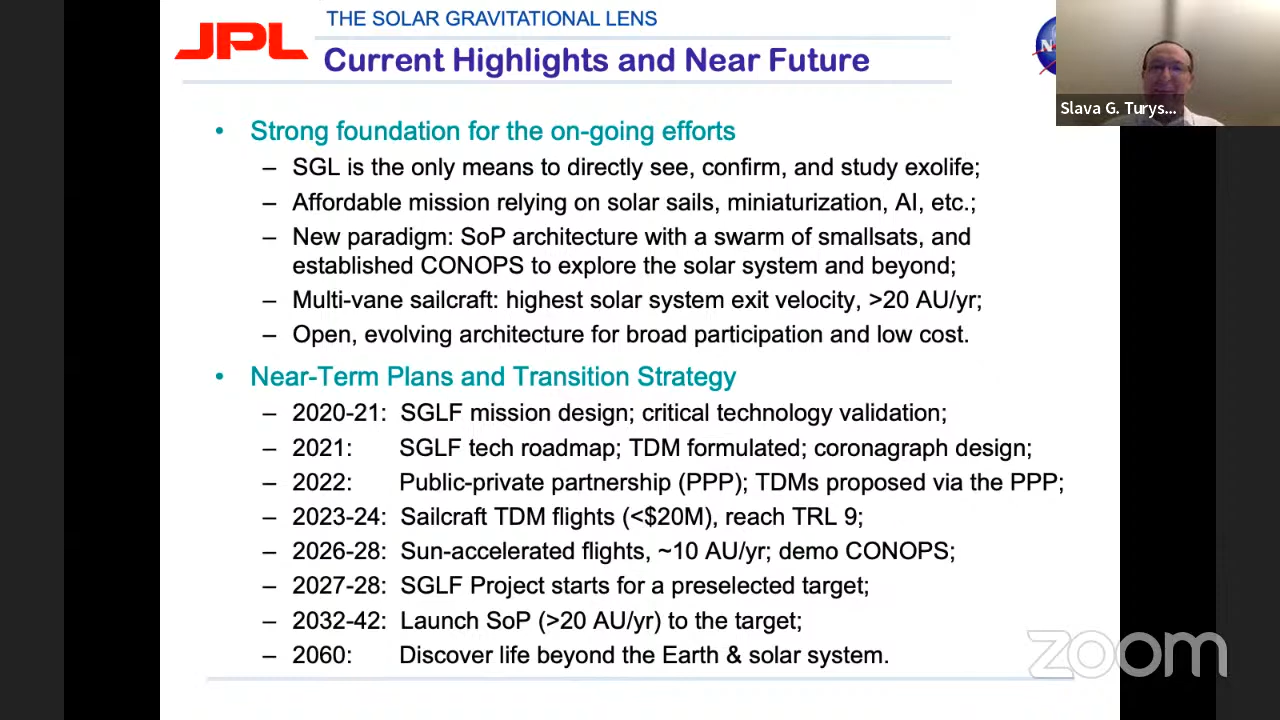 JPL
THE SOLAR GRAVITATIONAL LENS
Current Highlights and Near Future
Slava G. Turys...
• Strong foundation for the on-going efforts
– SGL is the only means to directly see, confirm, and study exolife;
– Affordable mission relying on solar sails, miniaturization, AI, etc.;
– New paradigm: SoP architecture with a swarm of smallsats, and
established CONOPS to explore the solar system and beyond;
– Multi-vane sailcraft: highest solar system exit velocity, >20 AU/yr;
– Open, evolving architecture for broad participation and low cost.
• Near-Term Plans and Transition Strategy
– 2020-21: SGLF mission design; critical technology validation;
– 2021: SGLF tech roadmap; TDM formulated; coronagraph design;
– 2022: Public-private partnership (PPP); TDMs proposed via the PPP;
– 2023-24: Sailcraft TDM flights (<$20M), reach TRL 9;
– 2026-28: Sun-accelerated flights, ~10 AU/yr; demo CONOPS;
– 2027-28: SGLF Project starts for a preselected target;
– 2032-42: Launch SoP (>20 AU/yr) to the target;
– 2060: Discover life beyond the Earth & solar system.
zoom